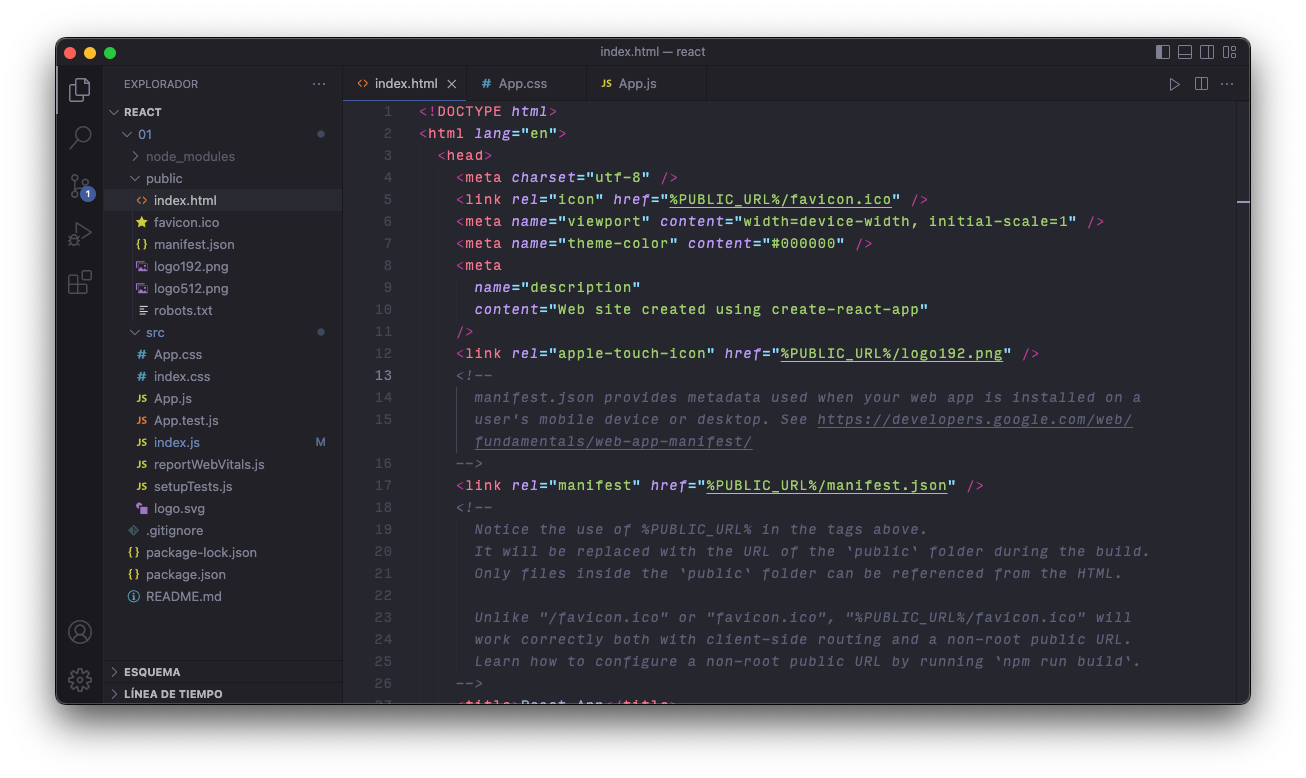 index.html — react
EXPLORADOR
REACT
01
node_modules
public
index.html
favicon.ico
manifest.json
logo192.png
logo512.png
robots.txt
src
App.css
index.css
App.js
App.test.js
index.js M
reportWebVitals.js
setupTests.js
logo.svg
.gitignore
package-lock.json
package.json
README.md
ESQUEMA
LÍNEA DE TIEMPO
1
index.html
# App.css
JS App.js
1 <!DOCTYPE html>
2 <html lang="en">
3 <head>
4 <meta charset="utf-8" />
5 <link rel="icon" href="%PUBLIC_URL%/favicon.ico" />
6 <meta name="viewport" content="width=device-width, initial-scale=1" />
7 <meta name="theme-color" content="#000000" />
8 <meta
9 name="description"
10 content="Web site created using create-react-app"
11 />
12 <link rel="apple-touch-icon" href="%PUBLIC_URL%/logo192.png" />
13 <!--
14 manifest.json provides metadata used when your web app is installed on a
15 user's mobile device or desktop. See https://developers.google.com/web/
fundamentals/web-app-manifest/
16 -->
17 <link rel="manifest" href="%PUBLIC_URL%/manifest.json" />
18 <!--
19 Notice the use of %PUBLIC_URL% in the tags above.
20 It will be replaced with the URL of the `public` folder during the build.
21 Only files inside the `public` folder can be referenced from the HTML.
22
23 Unlike "/favicon.ico" or "favicon.ico", "%PUBLIC_URL%/favicon.ico" will
24 work correctly both with client-side routing and a non-root public URL.
25 Learn how to configure a non-root public URL by running `npm run build`.
26 -->
27 <title>React App</title>